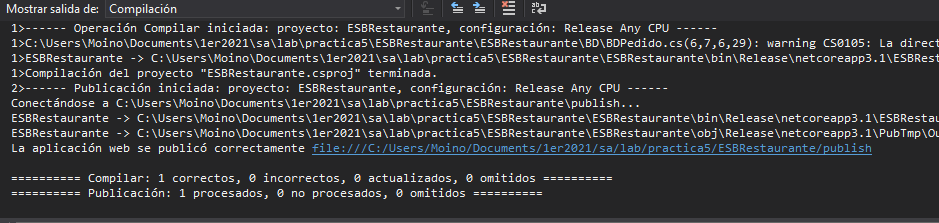 Mostrar salida de: Compilación
1>------ Operación Compilar iniciada: proyecto: ESBRestaurante, configuración: Release Any CPU ------
1>C:\Users\Moino\Documents\1er2021\sa\lab\practica5\ESBRestaurante\ESBRestaurante\BD\BDPedido.cs(6,7,6,29): warning CS0105: La direct
1>ESBRestaurante -> C:\Users\Moino\Documents\1er2021\sa\lab\practica5\ESBRestaurante\ESBRestaurante\bin\Release\netcoreapp3.1\ESBRest
1>Compilación del proyecto "ESBRestaurante.csproj" terminada.
2>------ Publicación iniciada: proyecto: ESBRestaurante, configuración: Release Any CPU ------
Conectándose a C:\Users\Moino\Documents\1er2021\sa\lab\practica5\ESBRestaurante\publish...
ESBRestaurante -> C:\Users\Moino\Documents\1er2021\sa\lab\practica5\ESBRestaurante\ESBRestaurante\bin\Release\netcoreapp3.1\ESBRestau
ESBRestaurante -> C:\Users\Moino\Documents\1er2021\sa\lab\practica5\ESBRestaurante\ESBRestaurante\obj\Release\netcoreapp3.1\PubTmp\Ou
La aplicación web se publicó correctamente file:///C:/Users/Moino/Documents/1er2021/sa/lab/practica5/ESBRestaurante/publish
========== Compilar: 1 correctos, 0 incorrectos, 0 actualizados, 0 omitidos ==========
========== Publicación: 1 procesados, 0 no procesados, 0 omitidos ==========